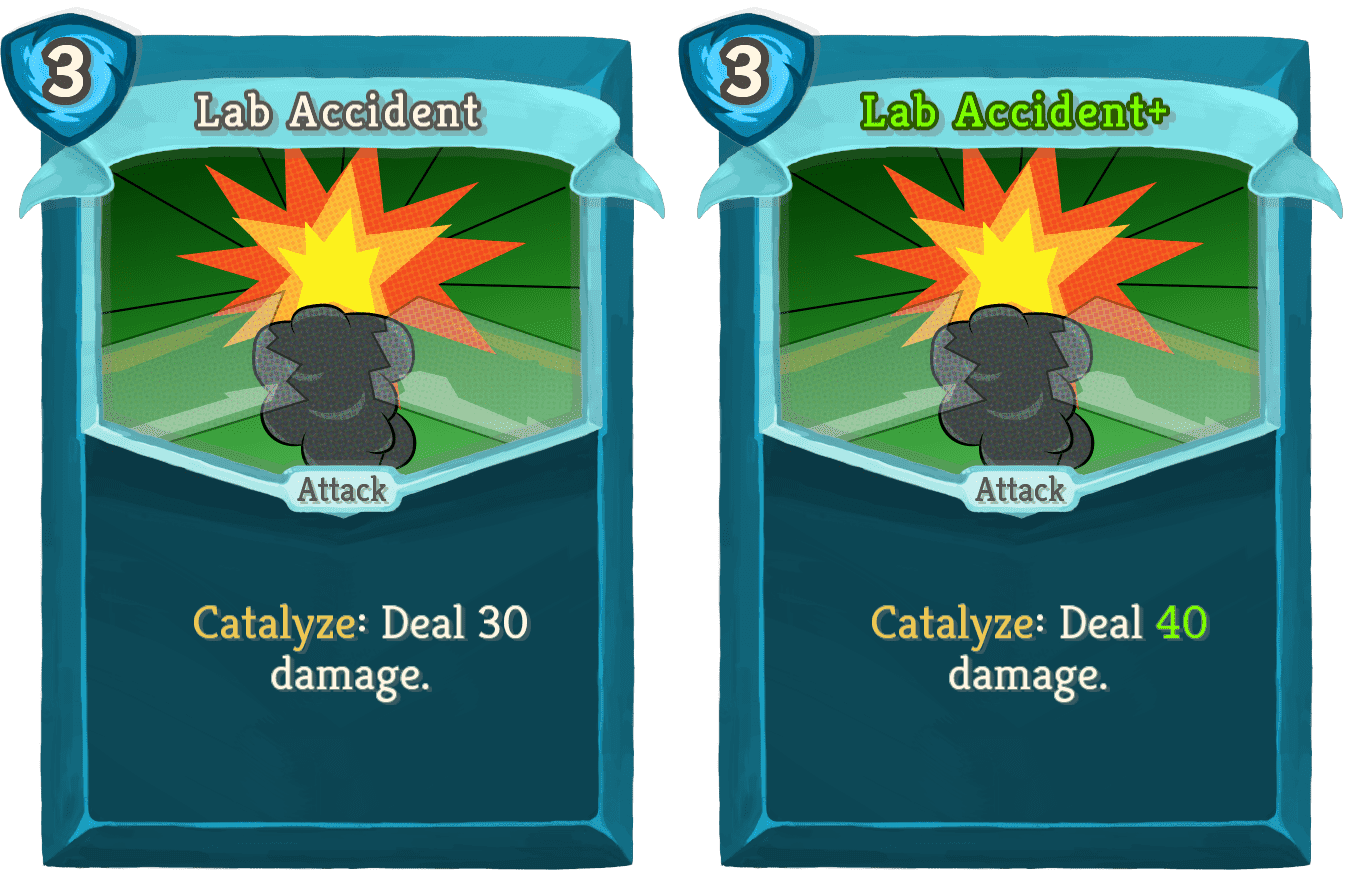 3
Lab Accident
Attack
Catalyze: Deal 30
damage.
3
Lab Accident+
Attack
Catalyze: Deal 40
damage.